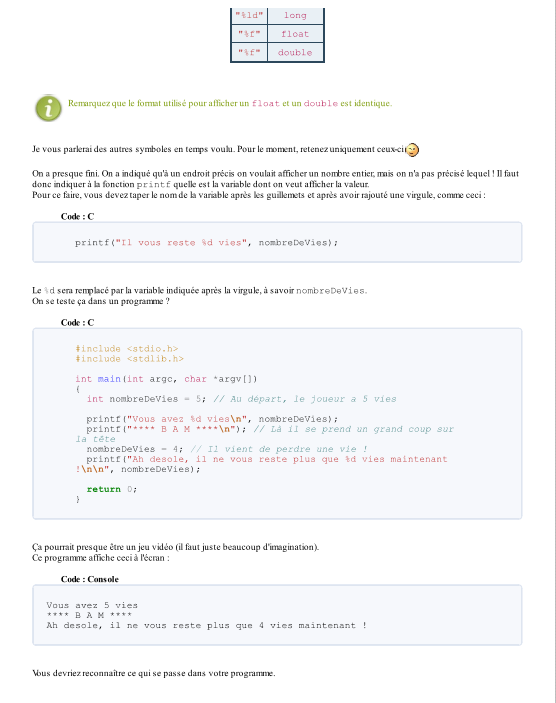 "%ld" long
"%f" float
"%f" double
Remarquez que le format utilisé pour afficher un float et un double est identique.
Je vous parlerai des autres symboles en temps voulu. Pour le moment, retenez uniquement ceux-ci
On a presque fini. On a indiqué qu'à un endroit précis on voulait afficher un nombre entier, mais on n'a pas précisé lequel ! Il faut
donc indiquer à la fonction printf quelle est la variable dont on veut afficher la valeur.
Pour ce faire, vous devez taper le nom de la variable après les guillemets et après avoir rajouté une virgule, comme ceci :
Code : C
printf("Il vous reste %d vies", nombreDeVies);
Le %d sera remplacé par la variable indiquée après la virgule, à savoir nombreDeVies.
On se teste ça dans un programme ?
Code : C
#include <stdio.h>
#include <stdlib.h>
int main(int argc, char *argv[])
{
int nombreDeVies = 5; // Au départ, le joueur a 5 vies
printf("Vous avez %d vies\n", nombreDeVies);
printf("**** B A M ****\n"); // Là il se prend un grand coup sur
la tête
nombreDeVies = 4; // Il vient de perdre une vie !
printf("Ah desole, il ne vous reste plus que %d vies maintenant
!\n\n", nombreDeVies);
return 0;
}
Ça pourrait presque être un jeu vidéo (il faut juste beaucoup d'imagination).
Ce programme affiche ceci à l'écran :
Code : Console
Vous avez 5 vies
**** B A M ****
Ah desole, il ne vous reste plus que 4 vies maintenant !
Vous devriez reconnaître ce qui se passe dans votre programme.